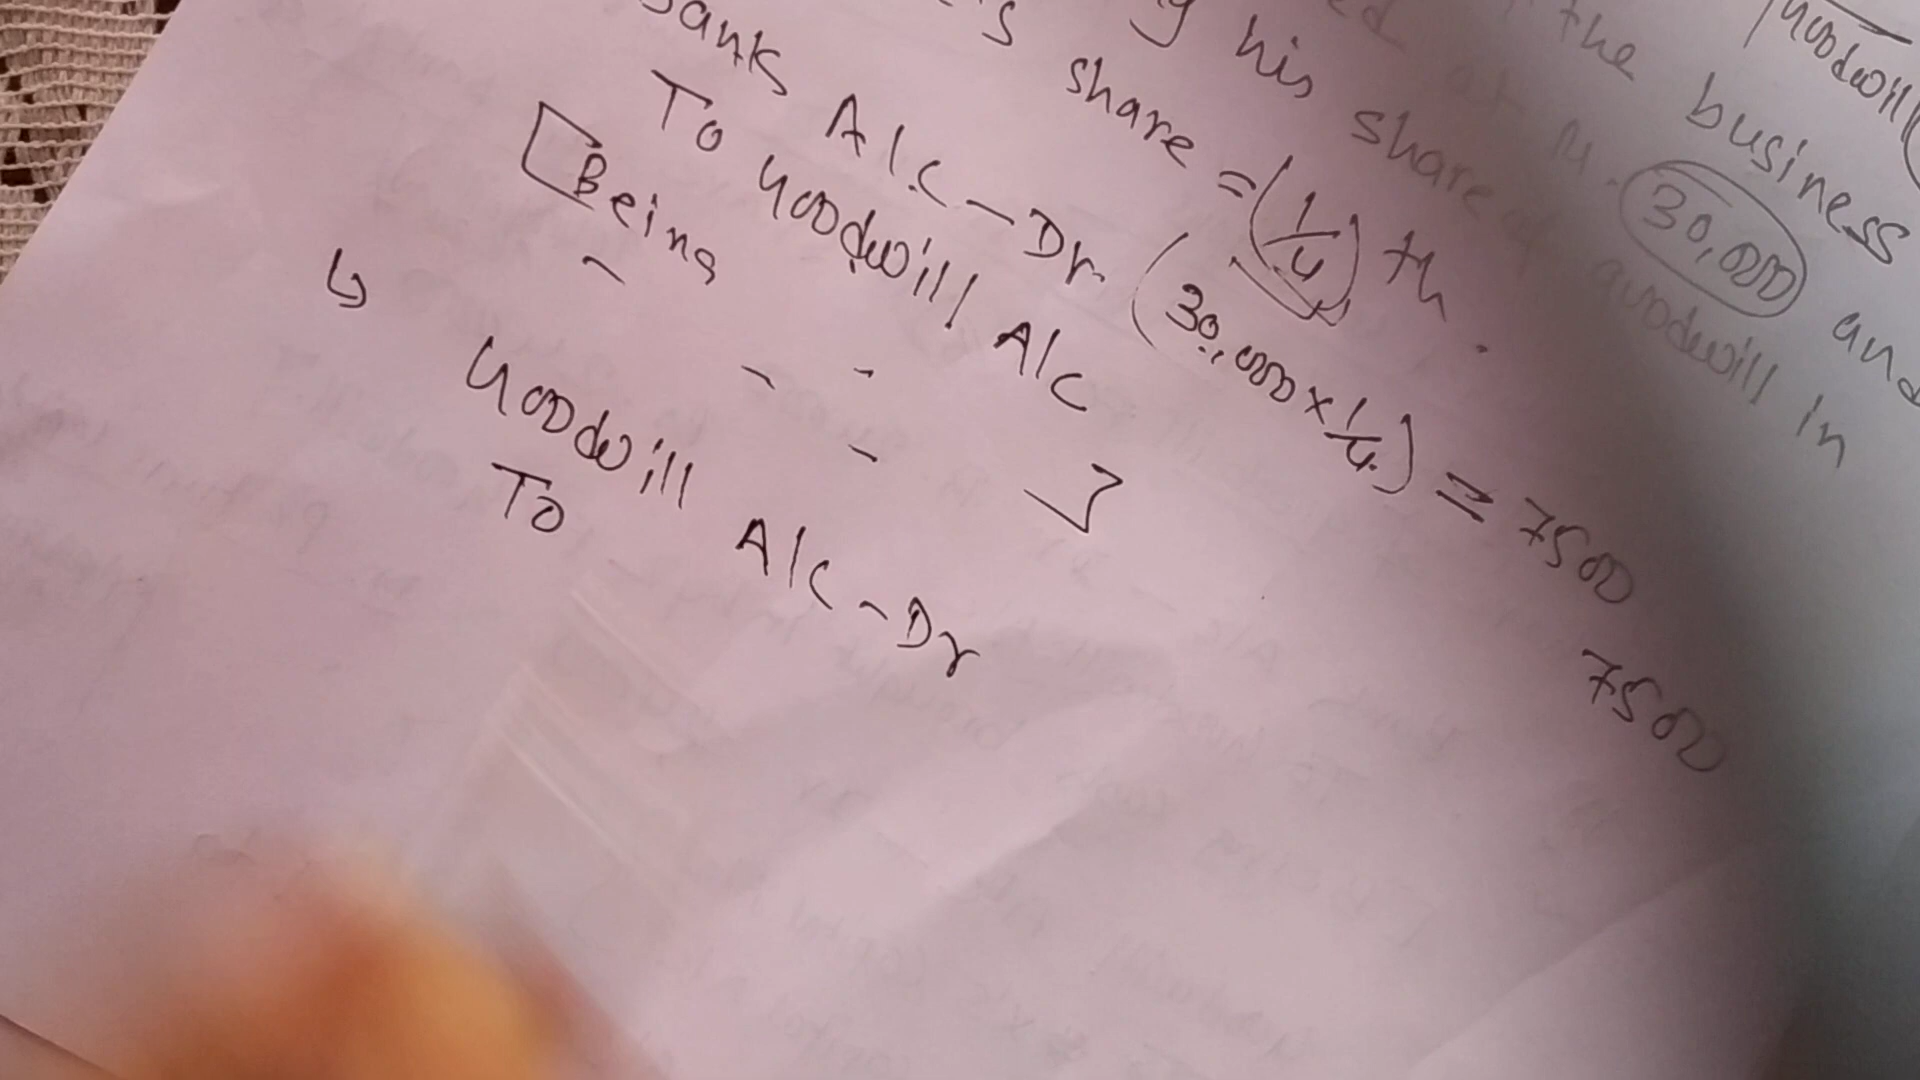 Goodwill
the business and
his share of goodwill in
at Rs. 30,000
share = (1/4) th.
Bank A/c - Dr. (30,000 x 1/4) = 7500
To Goodwill A/c 7500
[Being - - - - ]
↳ Goodwill A/c - Dr
To